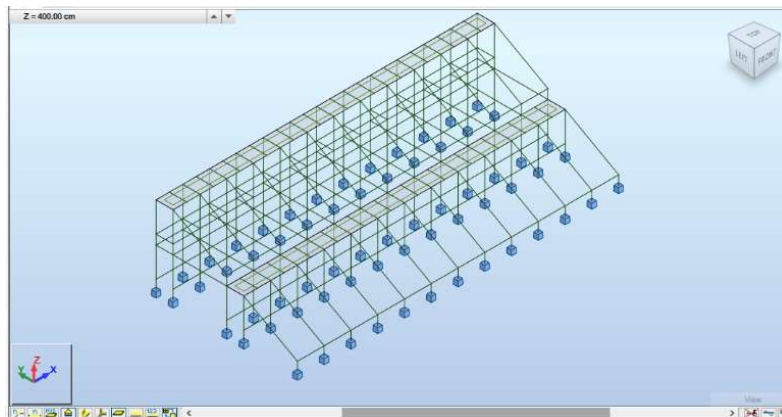 Z = 400.00 cm
TOP
LEFT
FRONT
Z
Y
X
View